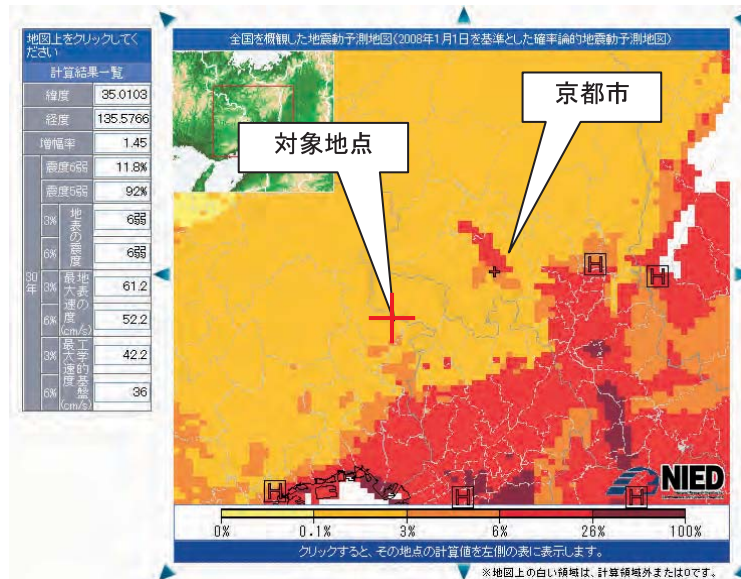 地図上をクリックしてく
ださい
計算結果一覧
緯度 35.0103
経度 135.5766
増幅率 1.45
30年
震度6弱 11.8%
震度5弱 92%
地表の震度
3% 6弱
6% 6弱
地表の最大速度(cm/s)
3% 61.2
6% 52.2
工学的基盤最大速度(cm/s)
3% 42.2
6% 36
全国を概観した地震動予測地図(2008年1月1日を基準とした確率論的地震動予測地図)
京都市
対象地点
H
H
H
H
H
NIED
0% 0.1% 3% 6% 26% 100%
クリックすると、その地点の計算値を左側の表に表示します。
※地図上の白い領域は、計算領域外または0です。